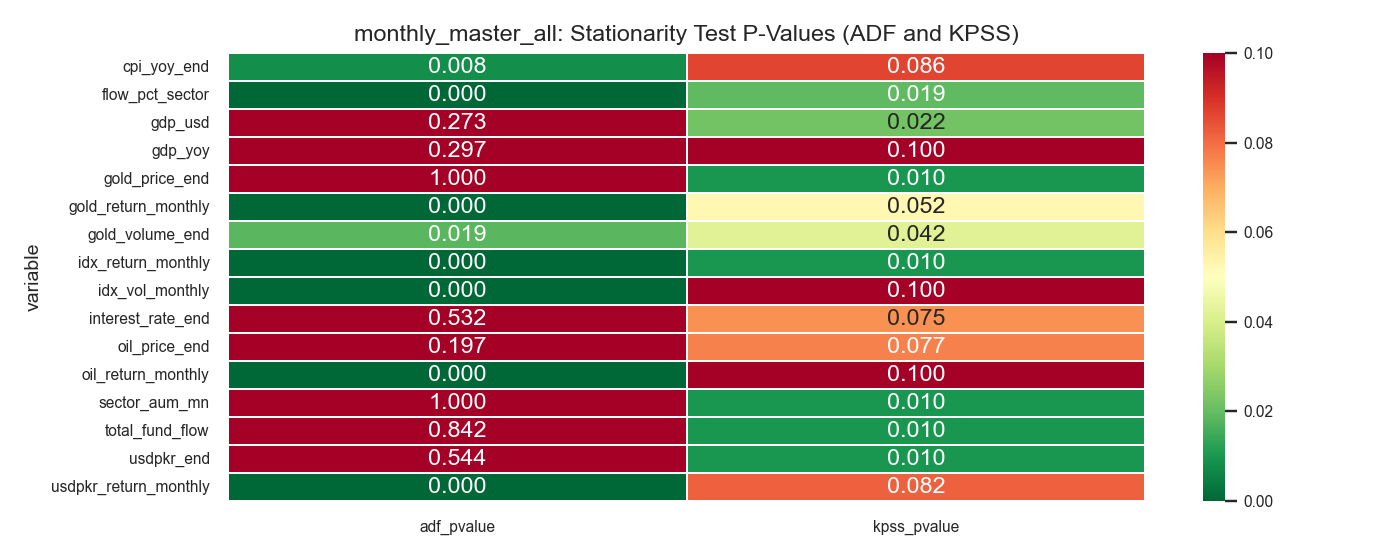 monthly_master_all: Stationarity Test P-Values (ADF and KPSS)
variable
cpi_yoy_end 0.008 0.086
flow_pct_sector 0.000 0.019
gdp_usd 0.273 0.022
gdp_yoy 0.297 0.100
gold_price_end 1.000 0.010
gold_return_monthly 0.000 0.052
gold_volume_end 0.019 0.042
idx_return_monthly 0.000 0.010
idx_vol_monthly 0.000 0.100
interest_rate_end 0.532 0.075
oil_price_end 0.197 0.077
oil_return_monthly 0.000 0.100
sector_aum_mn 1.000 0.010
total_fund_flow 0.842 0.010
usdpkr_end 0.544 0.010
usdpkr_return_monthly 0.000 0.082
adf_pvalue kpss_pvalue
0.10
0.08
0.06
0.04
0.02
0.00